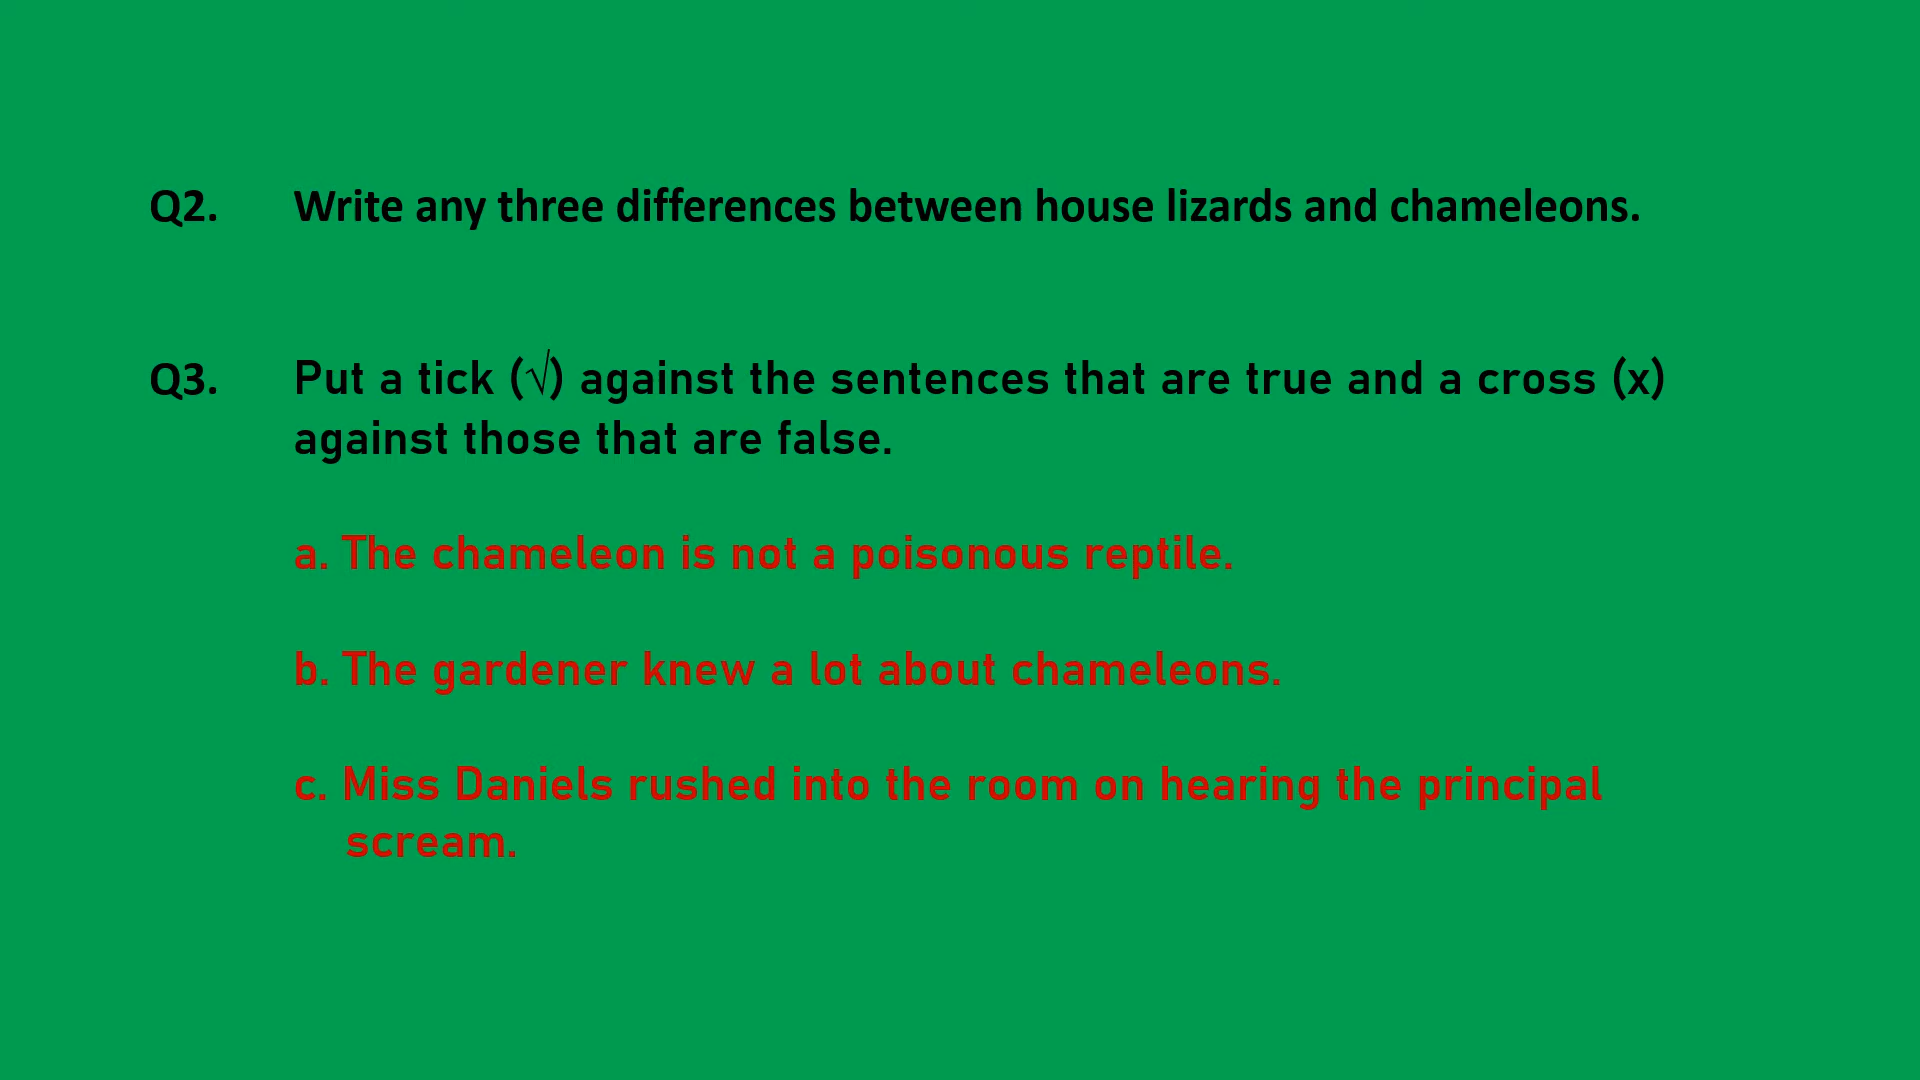 Q2. Write any three differences between house lizards and chameleons.
Q3. Put a tick (√) against the sentences that are true and a cross (x)
against those that are false.
a. The chameleon is not a poisonous reptile.
b. The gardener knew a lot about chameleons.
c. Miss Daniels rushed into the room on hearing the principal
scream.